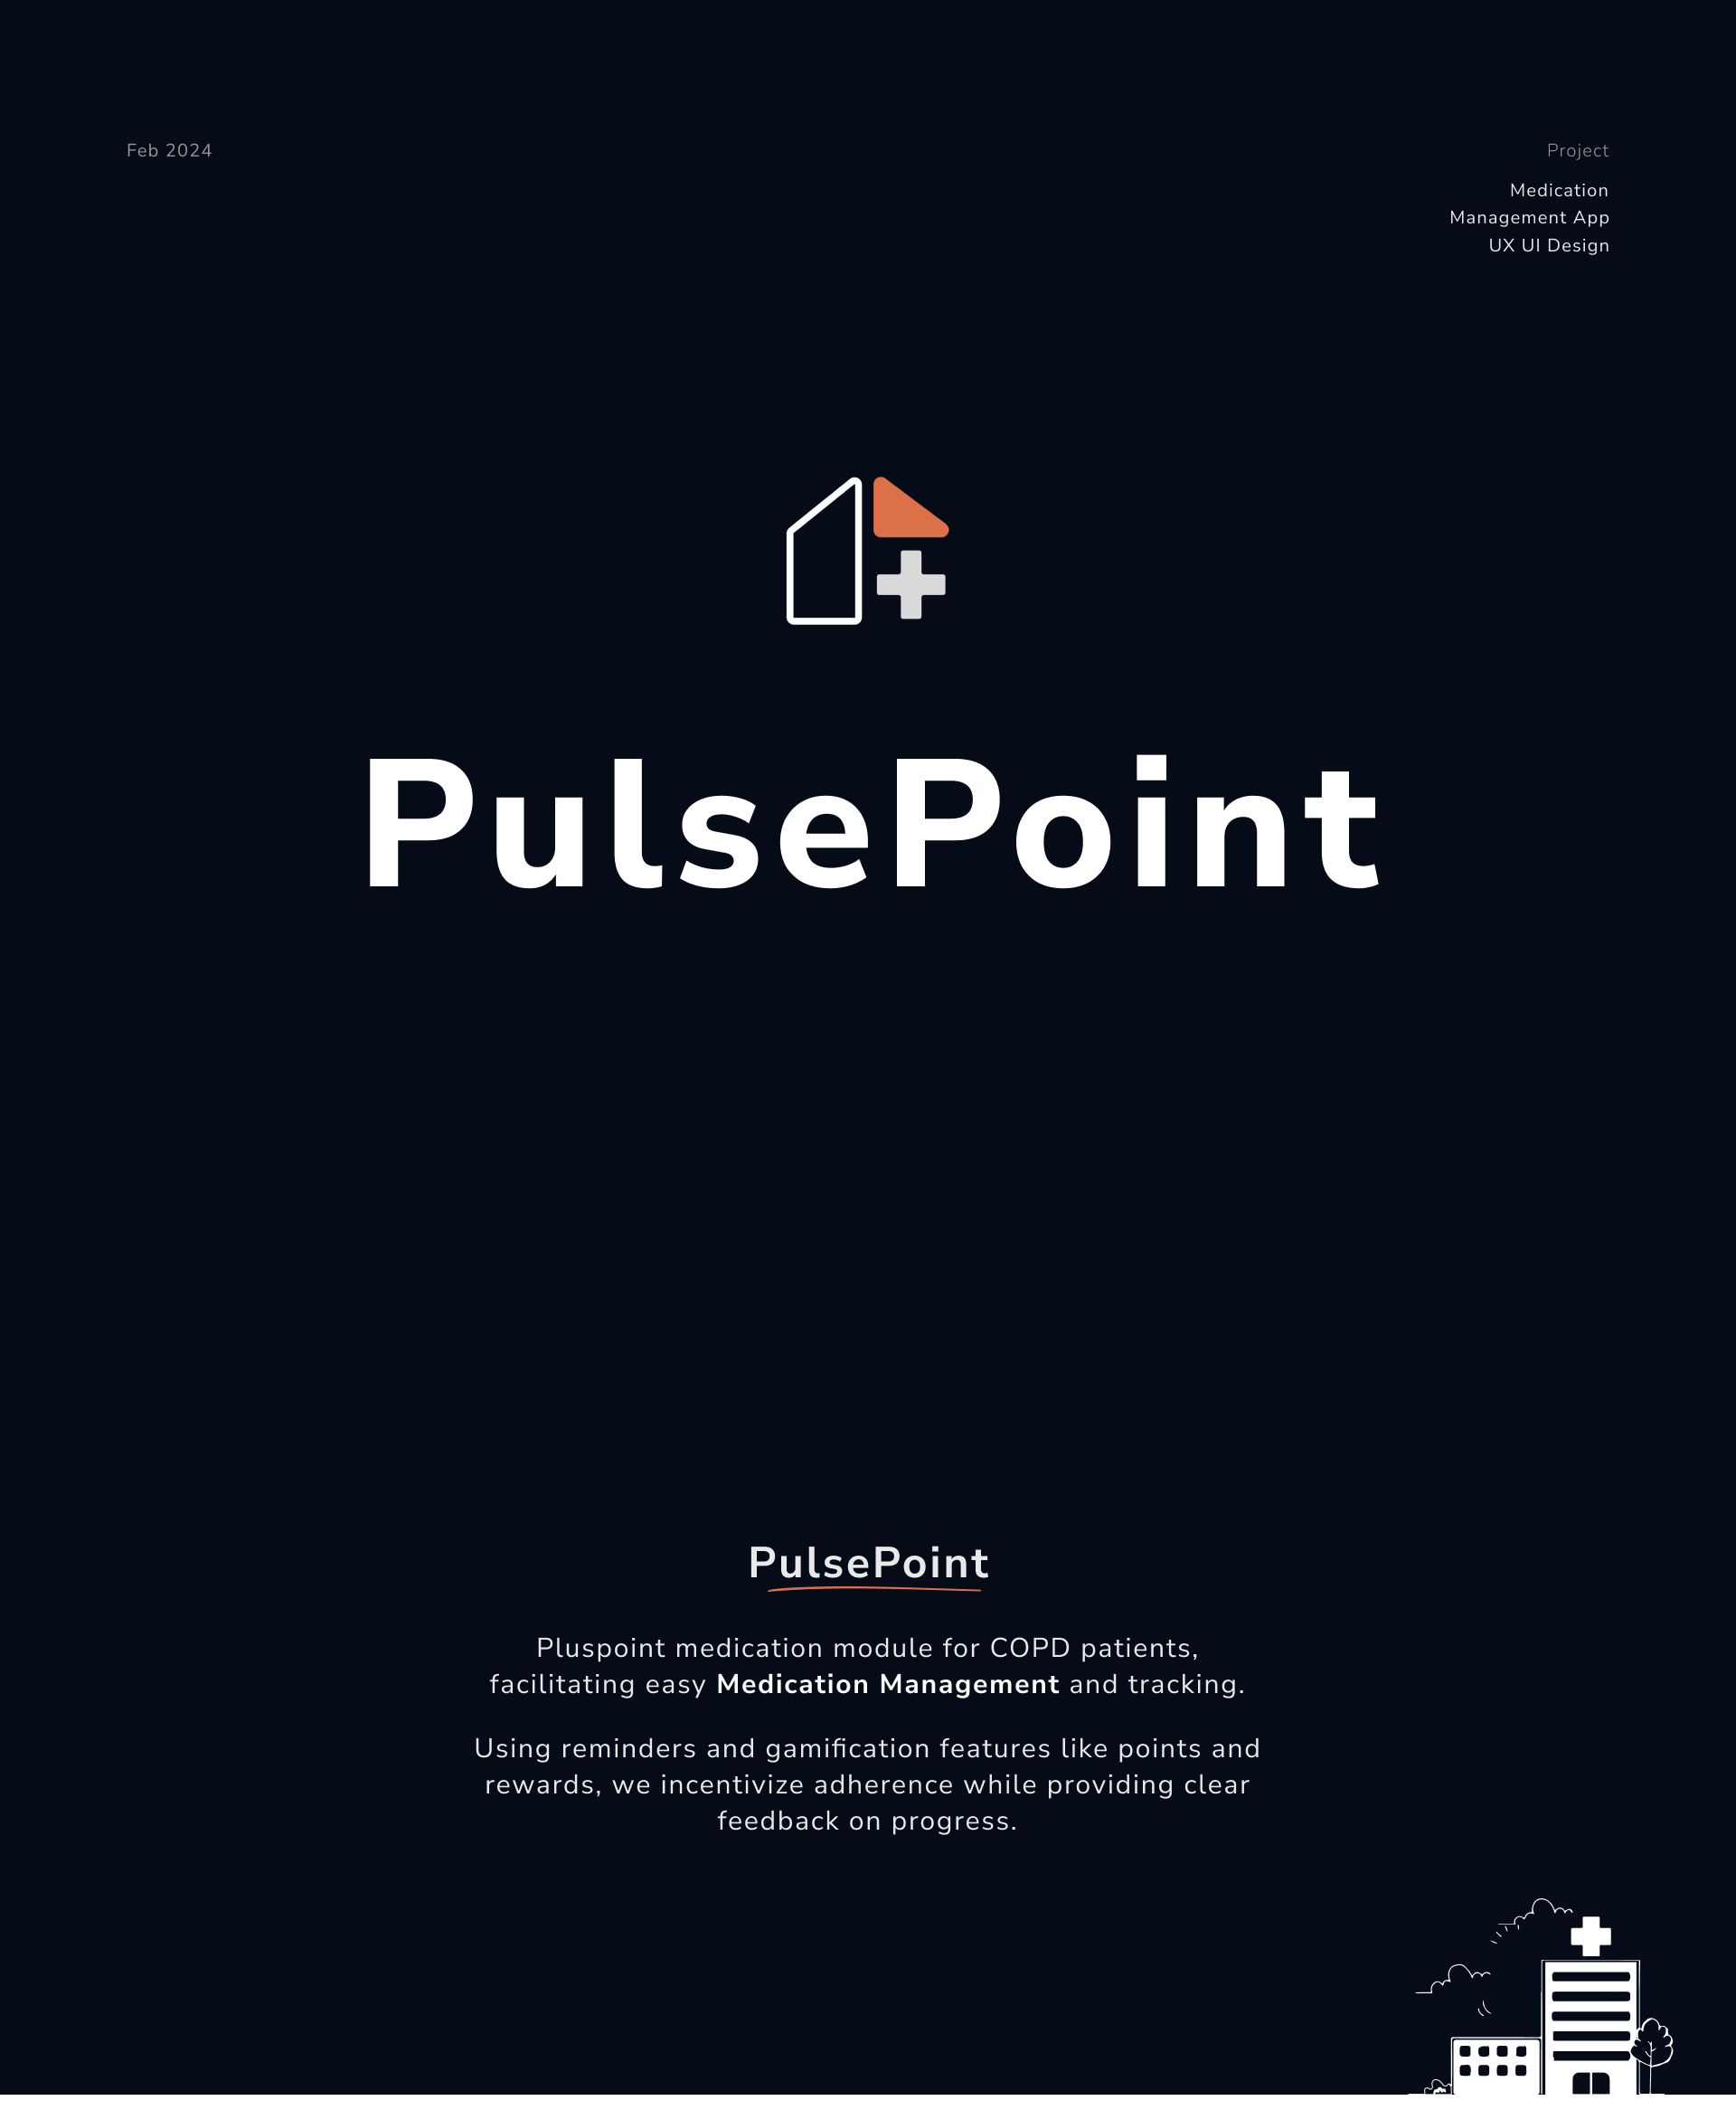 Feb 2024
Project
Medication
Management App
UX UI Design
PulsePoint
PulsePoint
Pluspoint medication module for COPD patients,
facilitating easy Medication Management and tracking.
Using reminders and gamification features like points and
rewards, we incentivize adherence while providing clear
feedback on progress.